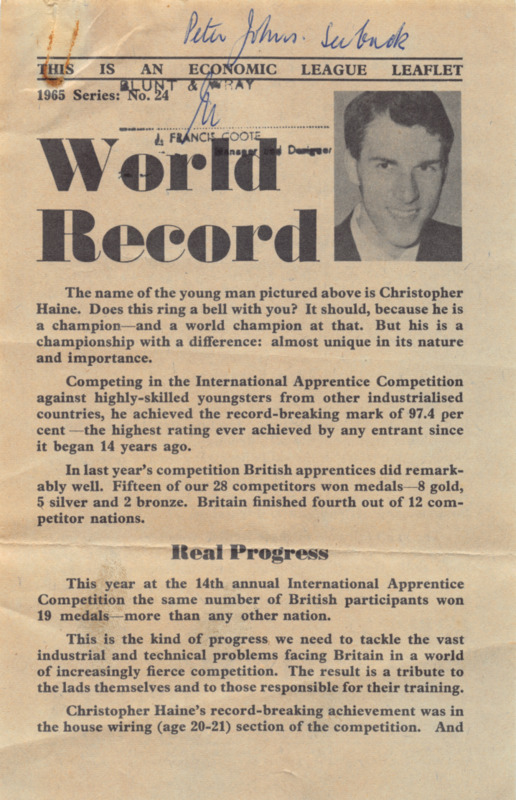 Peter Johns. See back
THIS IS AN ECONOMIC LEAGUE LEAFLET
BLUNT & WRAY
1965 Series: No. 24
J. FRANCIS COOTE
Manager and Designer
World
Record
The name of the young man pictured above is Christopher
Haine. Does this ring a bell with you? It should, because he is
a champion—and a world champion at that. But his is a
championship with a difference: almost unique in its nature
and importance.
Competing in the International Apprentice Competition
against highly-skilled youngsters from other industrialised
countries, he achieved the record-breaking mark of 97.4 per
cent—the highest rating ever achieved by any entrant since
it began 14 years ago.
In last year's competition British apprentices did remark-
ably well. Fifteen of our 28 competitors won medals—8 gold,
5 silver and 2 bronze. Britain finished fourth out of 12 com-
petitor nations.
Real Progress
This year at the 14th annual International Apprentice
Competition the same number of British participants won
19 medals—more than any other nation.
This is the kind of progress we need to tackle the vast
industrial and technical problems facing Britain in a world
of increasingly fierce competition. The result is a tribute to
the lads themselves and to those responsible for their training.
Christopher Haine's record-breaking achievement was in
the house wiring (age 20-21) section of the competition. And